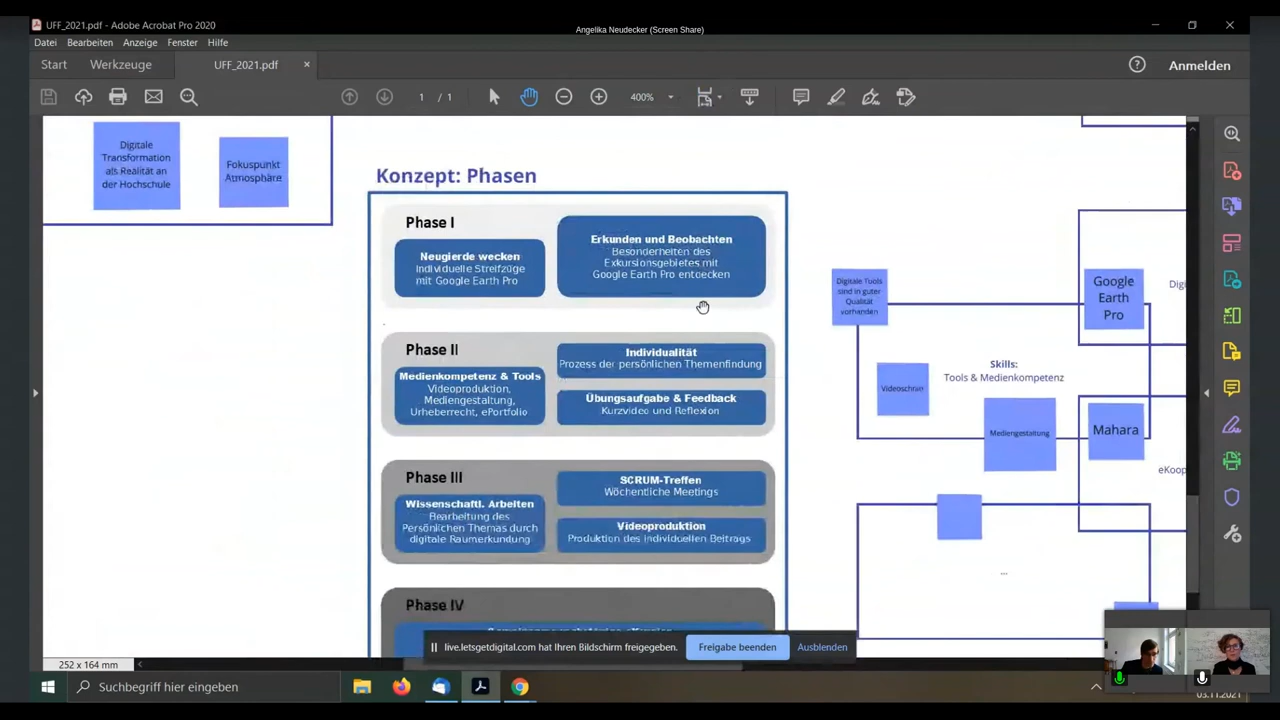 UFF_2021.pdf - Adobe Acrobat Pro 2020
Angelika Neudecker (Screen Share)
Datei Bearbeiten Anzeige Fenster Hilfe
Start Werkzeuge UFF_2021.pdf × Anmelden
1 / 1 400%
Digitale
Transformation
als Realität an
der Hochschule
Fokuspunkt
Atmosphäre
Konzept: Phasen
Phase I
Neugierde wecken
Individuelle Streifzüge
mit Google Earth Pro
Erkunden und Beobachten
Besonderheiten des
Exkursionsgebietes mit
Google Earth Pro entdecken
Phase II
Medienkompetenz & Tools
Videoproduktion,
Mediengestaltung,
Urheberrecht, ePortfolio
Individualität
Prozess der persönlichen Themenfindung
Übungsaufgabe & Feedback
Kurzvideo und Reflexion
Phase III
Wissenschaftl. Arbeiten
Bearbeitung des
Persönlichen Themas durch
digitale Raumerkundung
SCRUM-Treffen
Wöchentliche Meetings
Videoproduktion
Produktion des individuellen Beitrags
Phase IV
Digitale Tools
sind in guter
Qualität
vorhanden
Google
Earth
Pro
Digi
Skills:
Tools & Medienkompetenz
Videoschnitt
Mediengestaltung
Mahara
eKoop
...
live.letsgetdigital.com hat Ihren Bildschirm freigegeben. Freigabe beenden Ausblenden
252 x 164 mm
Suchbegriff hier eingeben
03.11.2021